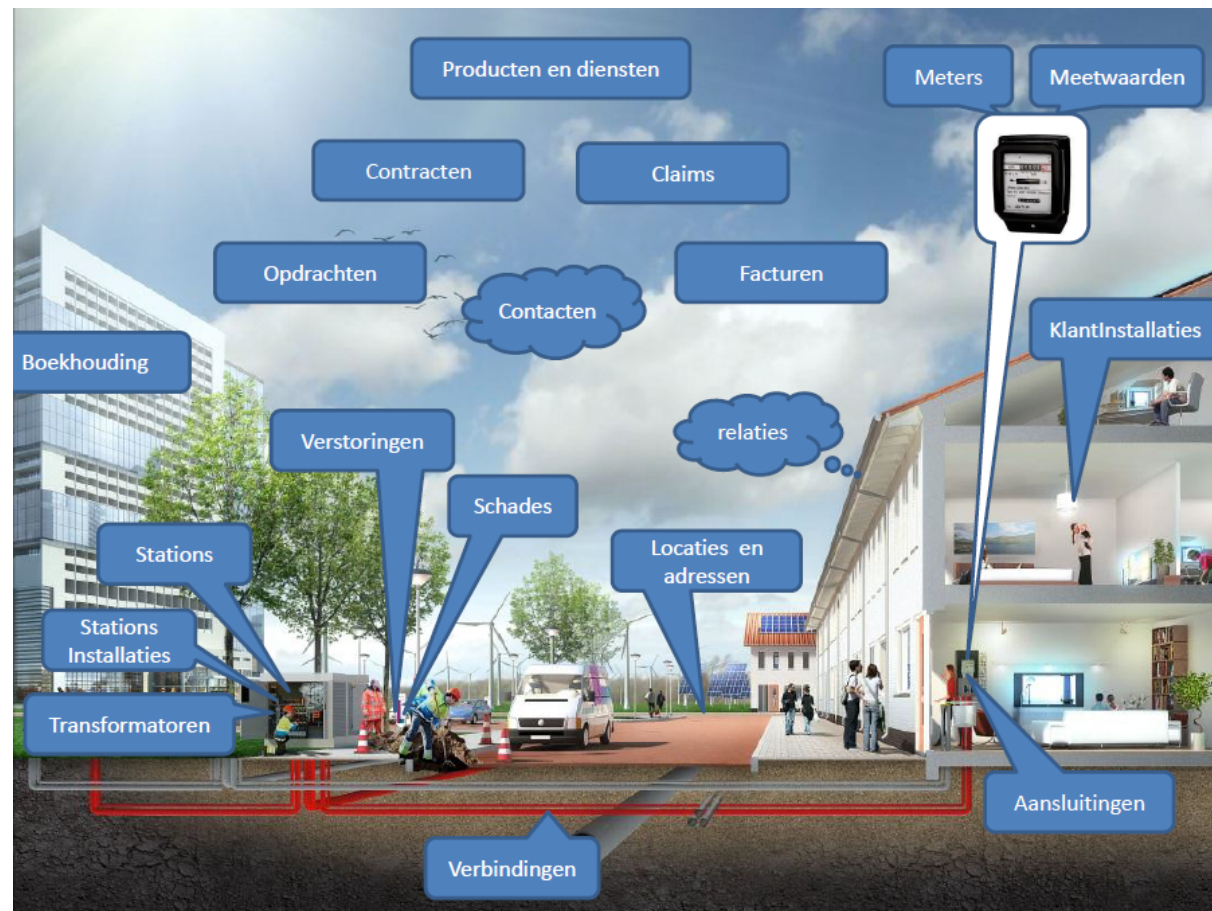 Producten en diensten
Meters
Meetwaarden
Contracten
Claims
Opdrachten
Facturen
Contacten
KlantInstallaties
Boekhouding
relaties
Verstoringen
Schades
Stations
Locaties en
adressen
Stations
Installaties
Transformatoren
Aansluitingen
Verbindingen